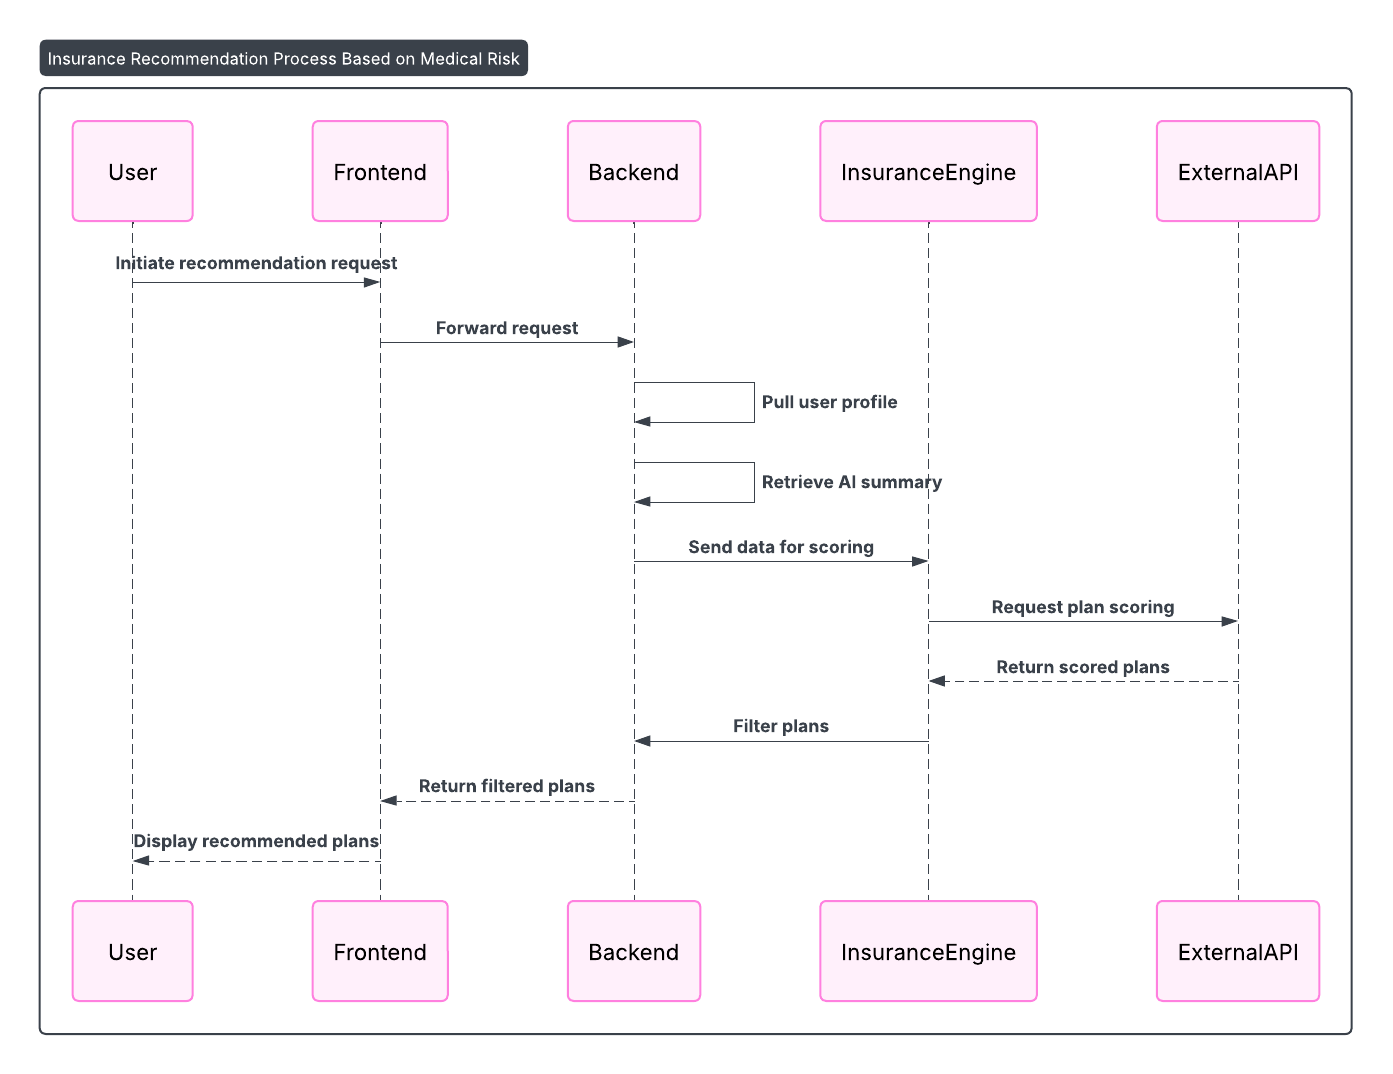 Insurance Recommendation Process Based on Medical Risk
User
Frontend
Backend
InsuranceEngine
ExternalAPI
Initiate recommendation request
Forward request
Pull user profile
Retrieve AI summary
Send data for scoring
Request plan scoring
Return scored plans
Filter plans
Return filtered plans
Display recommended plans
User
Frontend
Backend
InsuranceEngine
ExternalAPI